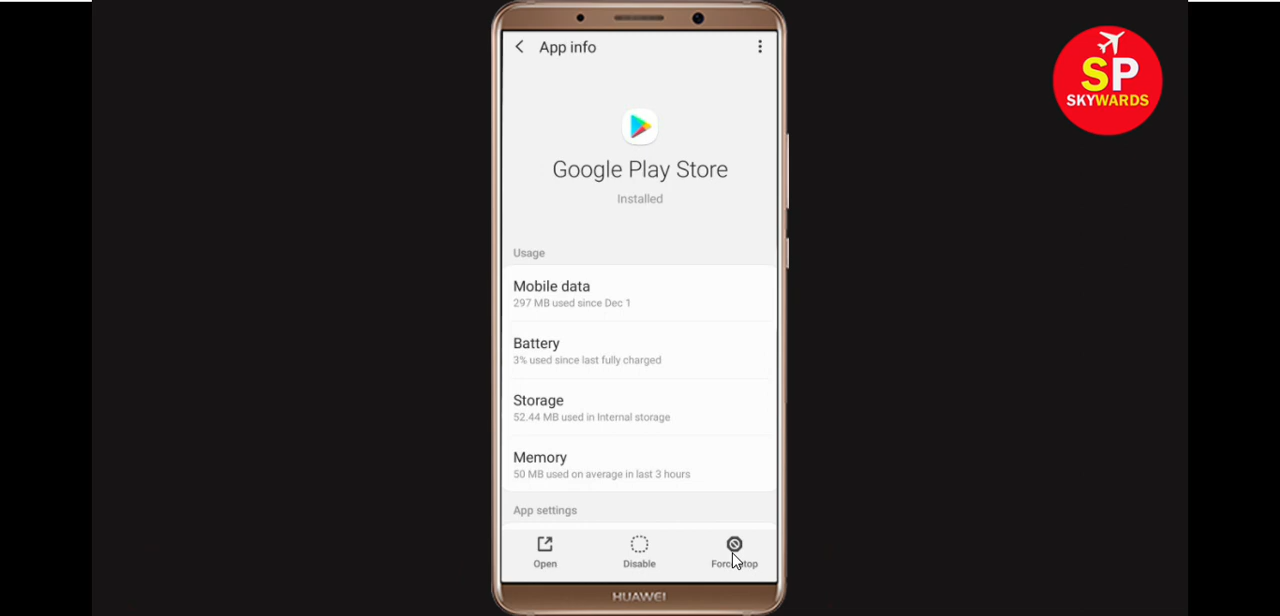 App info
SP
SKYWARDS
Google Play Store
Installed
Usage
Mobile data
297 MB used since Dec 1
Battery
3% used since last fully charged
Storage
52.44 MB used in Internal storage
Memory
50 MB used on average in last 3 hours
App settings
Open
Disable
Force stop
HUAWEI